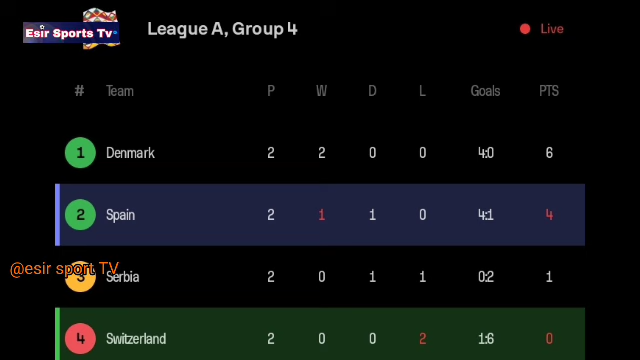 Esir Sports Tv
League A, Group 4
Live
# Team P W D L Goals PTS
1 Denmark 2 2 0 0 4:0 6
2 Spain 2 1 1 0 4:1 4
@esir sport TV
3 Serbia 2 0 1 1 0:2 1
4 Switzerland 2 0 0 2 1:6 0